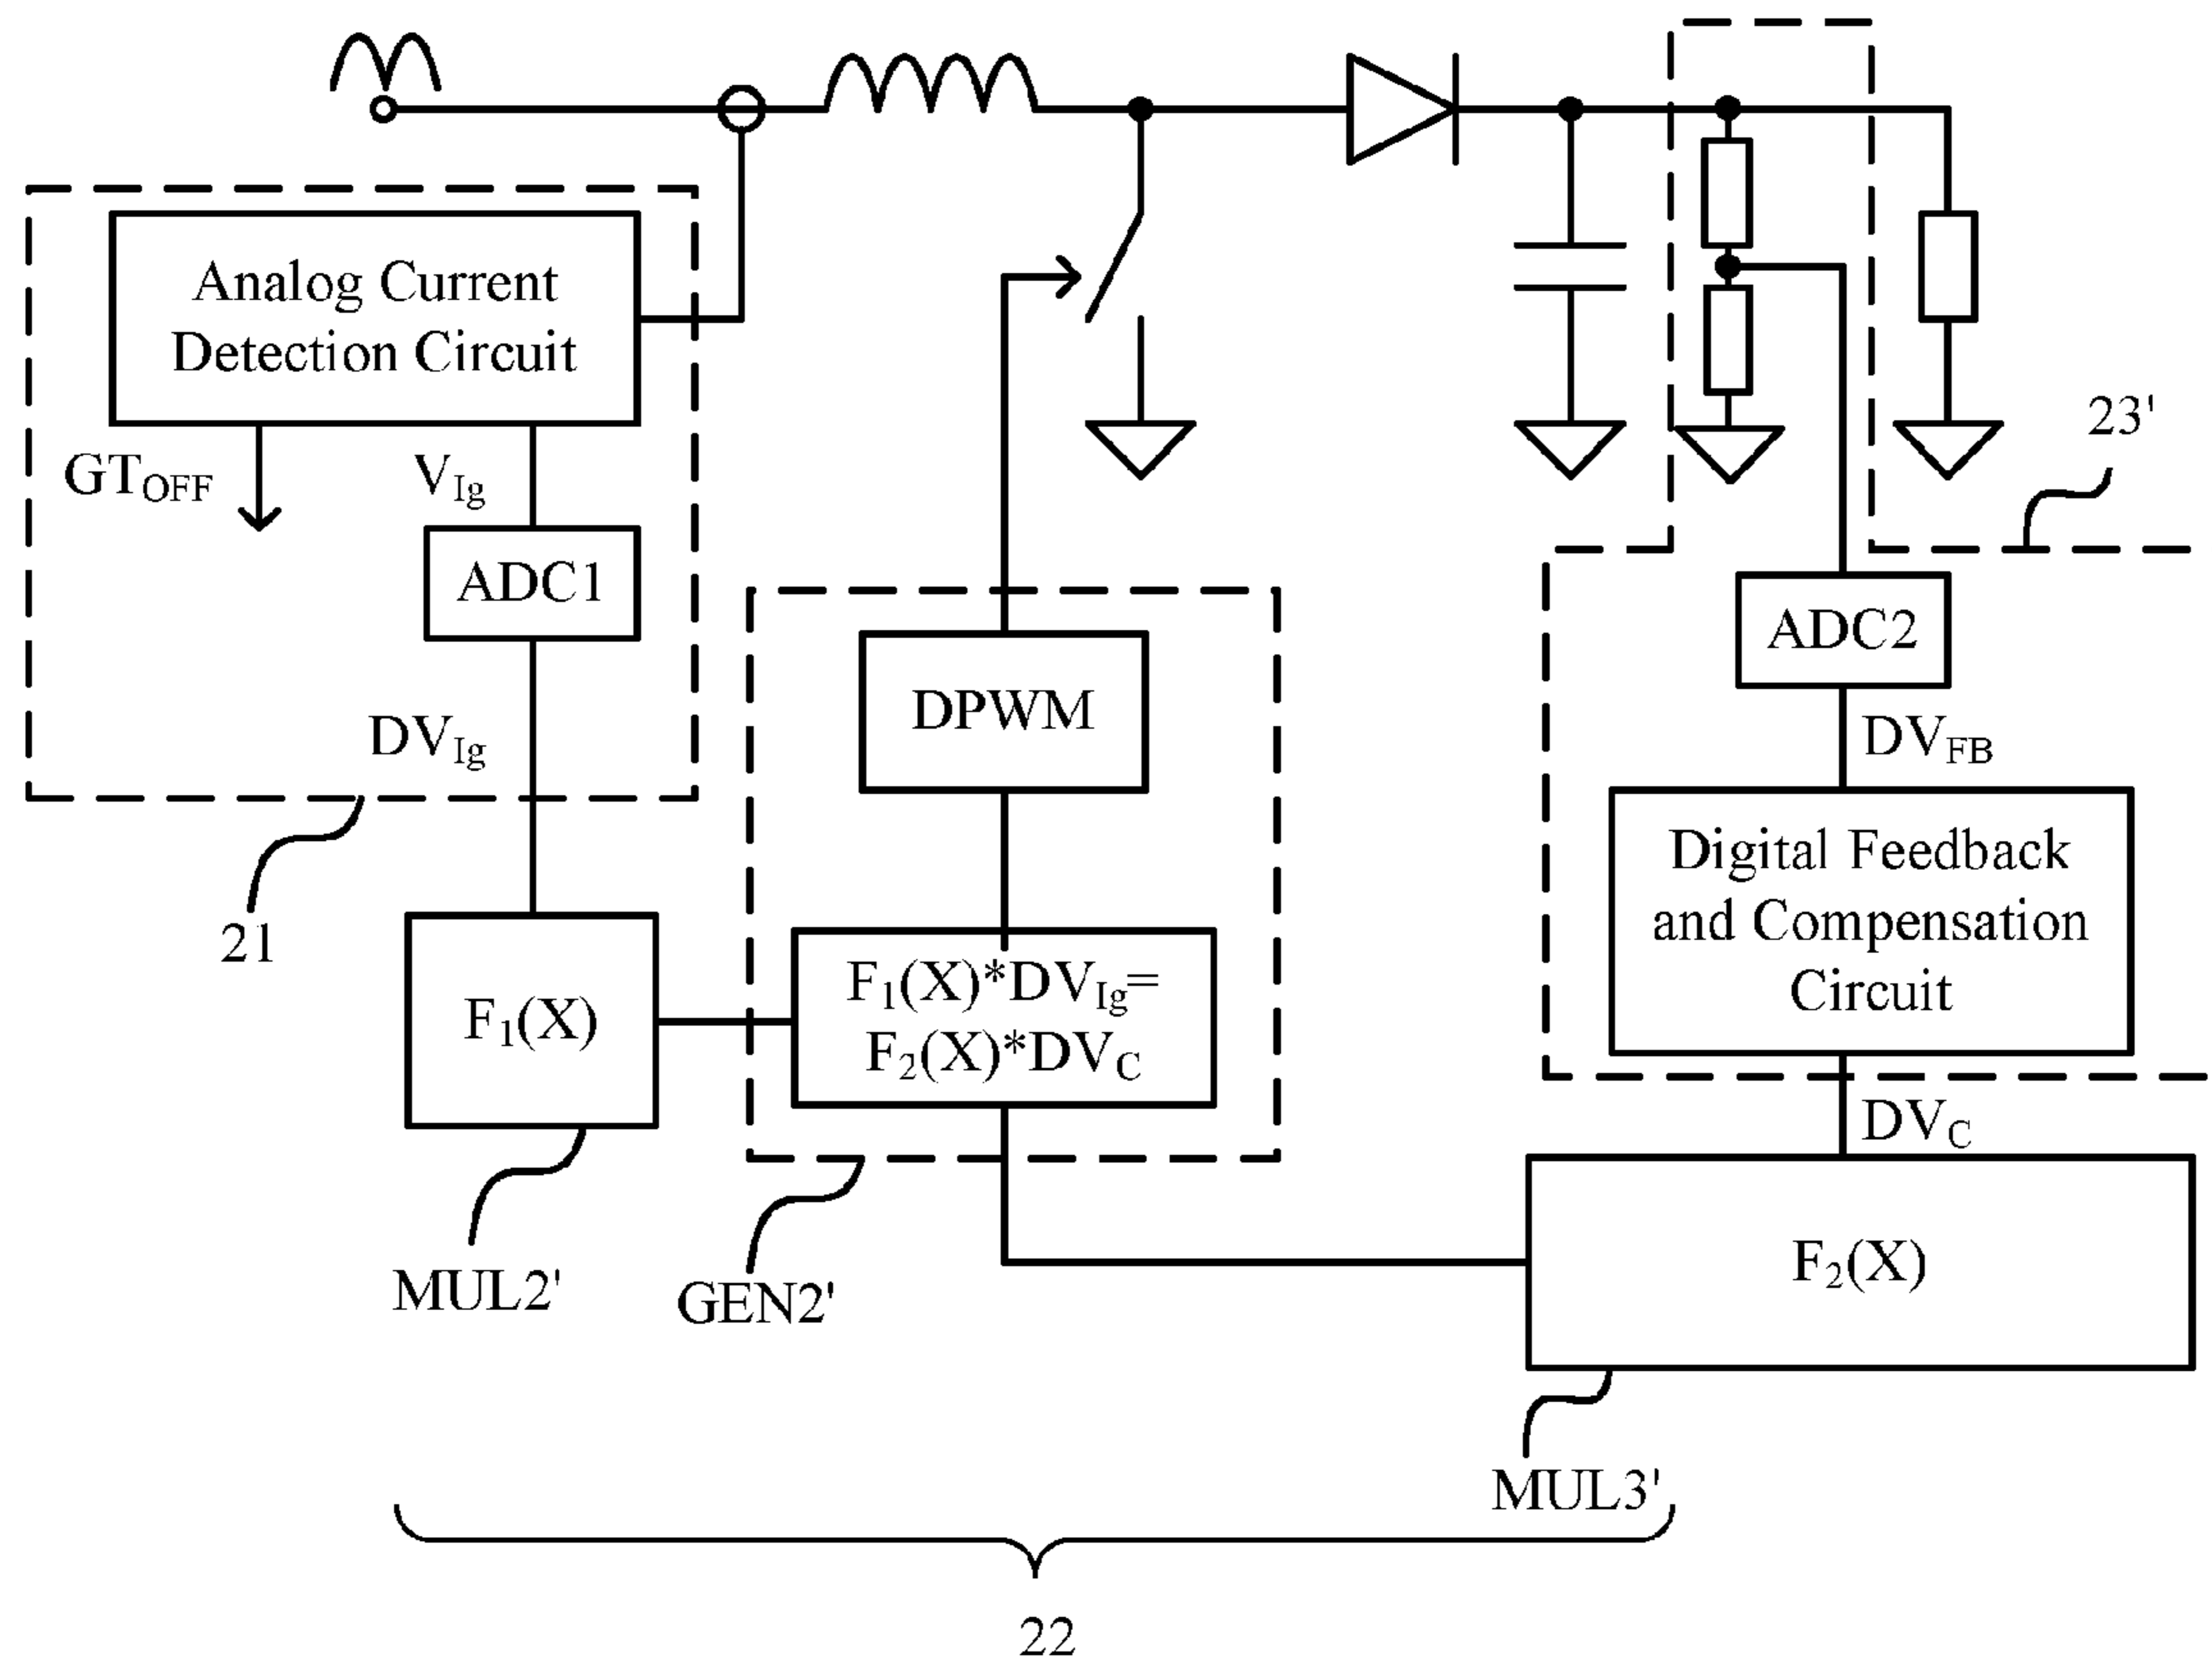 Analog Current
Detection Circuit
GT_OFF
V_Ig
ADC1
DV_Ig
21
F_1(X)
MUL2'
DPWM
F_1(X)*DV_Ig=
F_2(X)*DV_C
GEN2'
23'
ADC2
DV_FB
Digital Feedback
and Compensation
Circuit
DV_C
F_2(X)
MUL3'
22